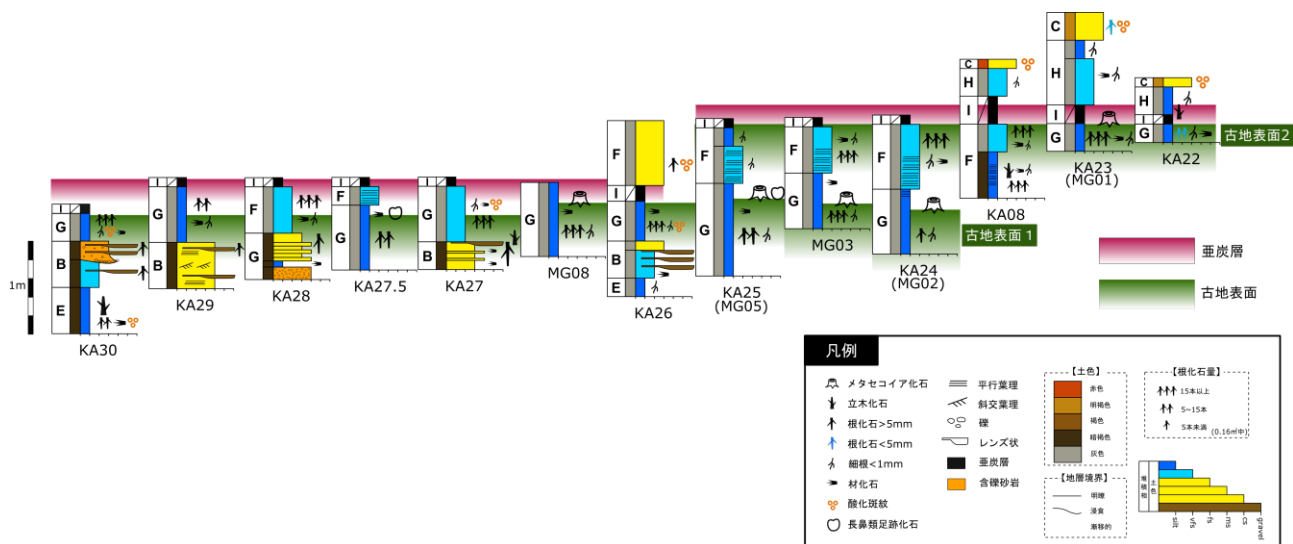 I
G
B
E
KA30
1m
I
G
B
KA29
I
F
G
KA28
I
F
G
KA27.5
I
G
B
KA27
G
MG08
F
I
G
B
E
KA26
I
F
G
KA25
(MG05)
I
F
G
MG03
I
F
G
KA24
(MG02)
C
H
I
F
KA08
C
H
I
G
KA23
(MG01)
C
H
I
G
KA22
古地表面2
古地表面1
亜炭層
古地表面
凡例
メタセコイア化石
立木化石
根化石>5mm
根化石<5mm
細根<1mm
材化石
酸化斑紋
長鼻類足跡化石
平行葉理
斜交葉理
礫
レンズ状
亜炭層
含礫砂岩
【土色】
赤色
明褐色
褐色
暗褐色
灰色
【地層境界】
明瞭
浸食
漸移的
【根化石量】
15本以上
5~15本
5本未満
(0.16㎡中)
堆積相
土色
silt
vfs
fs
ms
cs
gravel